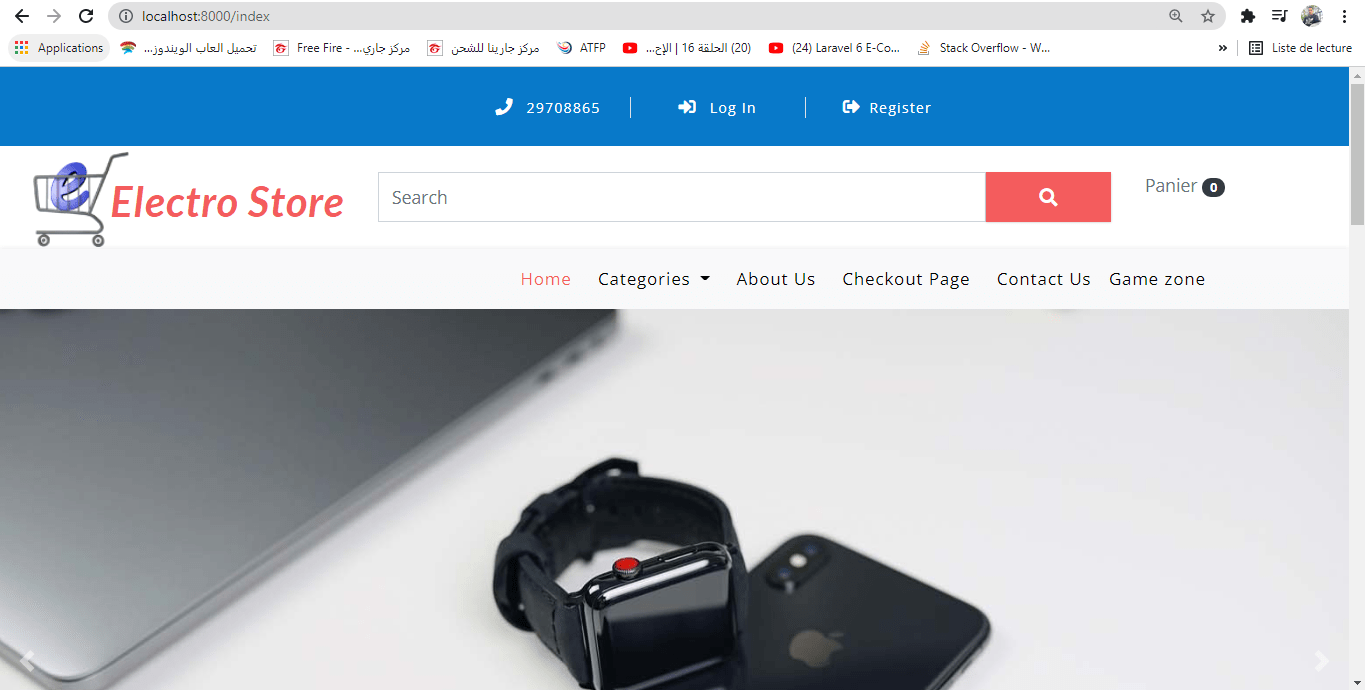 localhost:8000/index
Applications
تحميل العاب الويندوز...
Free Fire - مركز جاري...
مركز جارينا للشحن
ATFP
(20) الحلقة 16 | الإح...
(24) Laravel 6 E-Co...
Stack Overflow - W...
»
Liste de lecture
29708865
Log In
Register
e Electro Store
Search
Panier 0
Home
Categories
About Us
Checkout Page
Contact Us
Game zone